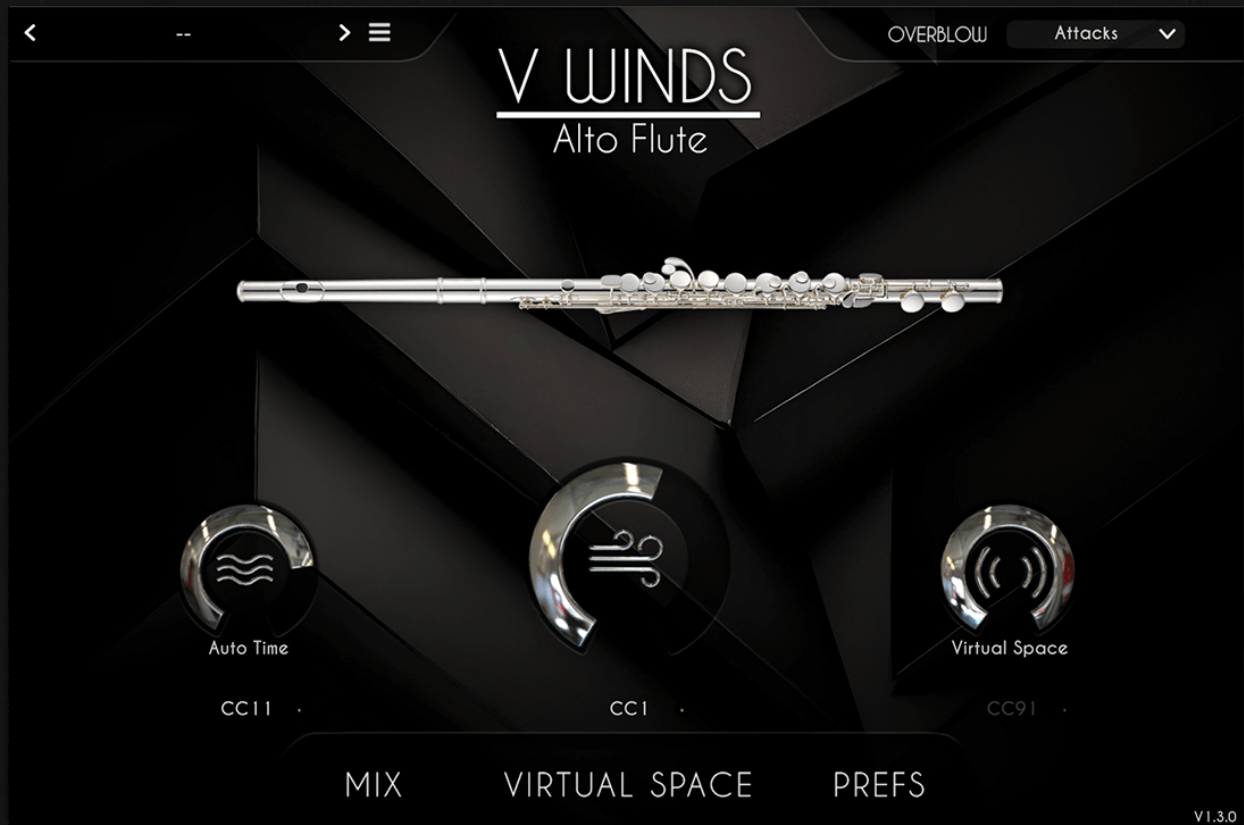 --
OVERBLOW Attacks
V WINDS
Alto Flute
Auto Time
Virtual Space
CC11
CC1
CC91
MIX
VIRTUAL SPACE
PREFS
V1.3.0